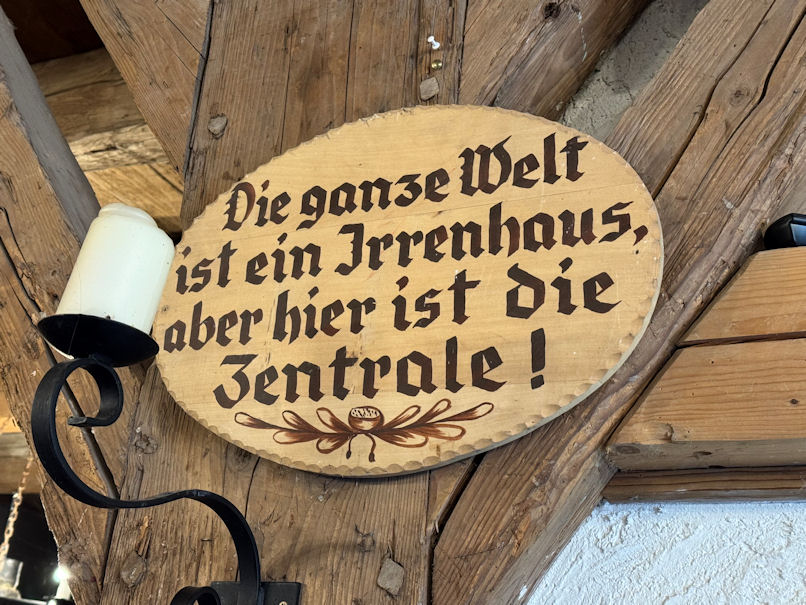 Die ganze Welt
ist ein Irrenhaus,
aber hier ist die
Zentrale!